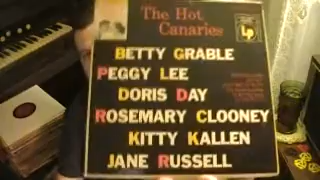 The Hot
Canaries
BETTY GRABLE
PEGGY LEE
DORIS DAY
ROSEMARY CLOONEY
KITTY KALLEN
JANE RUSSELL